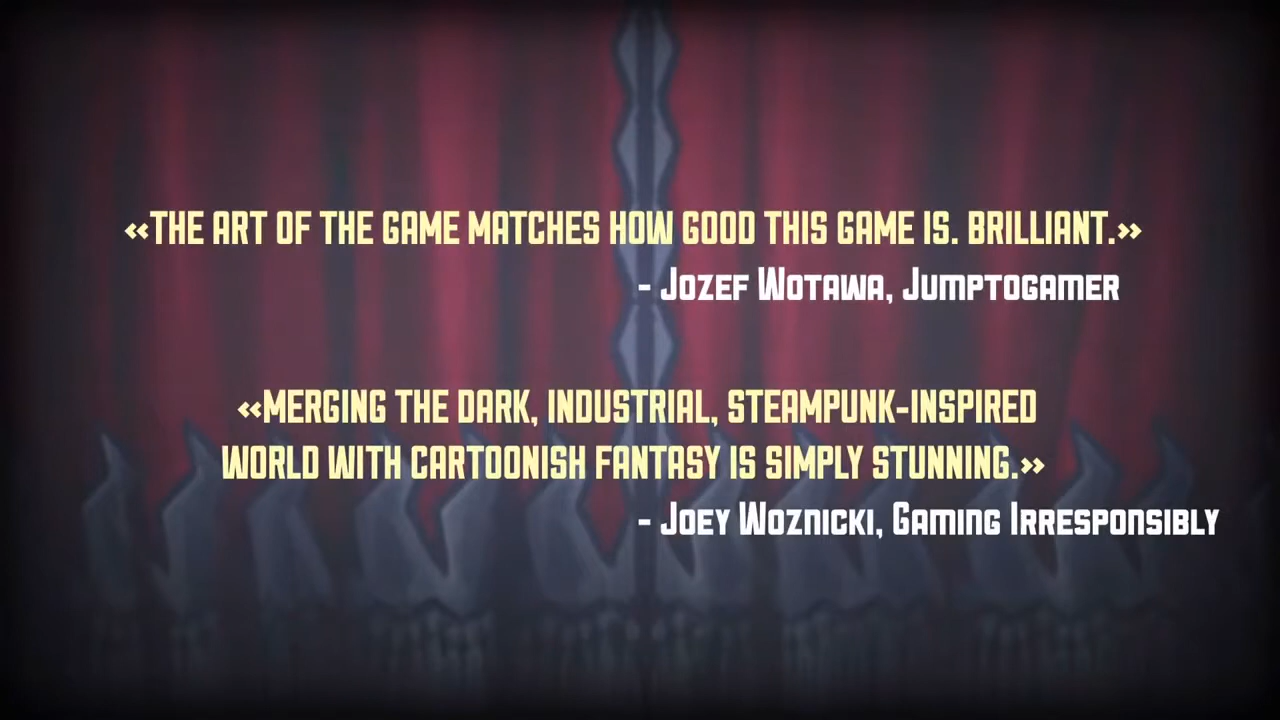 «THE ART OF THE GAME MATCHES HOW GOOD THIS GAME IS. BRILLIANT.»
- Jozef Wotawa, Jumptogamer
«MERGING THE DARK, INDUSTRIAL, STEAMPUNK-INSPIRED
WORLD WITH CARTOONISH FANTASY IS SIMPLY STUNNING.»
- Joey Woznicki, Gaming Irresponsibly